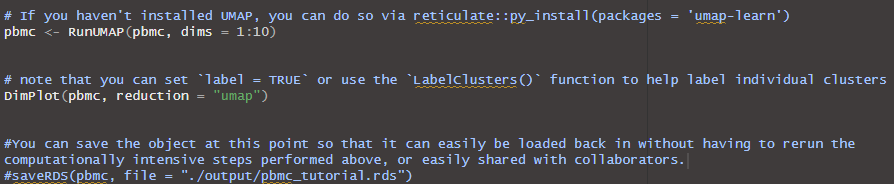 # If you haven't installed UMAP, you can do so via reticulate::py_install(packages = 'umap-learn')
pbmc <- RunUMAP(pbmc, dims = 1:10)
# note that you can set `label = TRUE` or use the `LabelClusters()` function to help label individual clusters
DimPlot(pbmc, reduction = "umap")
#You can save the object at this point so that it can easily be loaded back in without having to rerun the
computationally intensive steps performed above, or easily shared with collaborators.
#saveRDS(pbmc, file = "./output/pbmc_tutorial.rds")